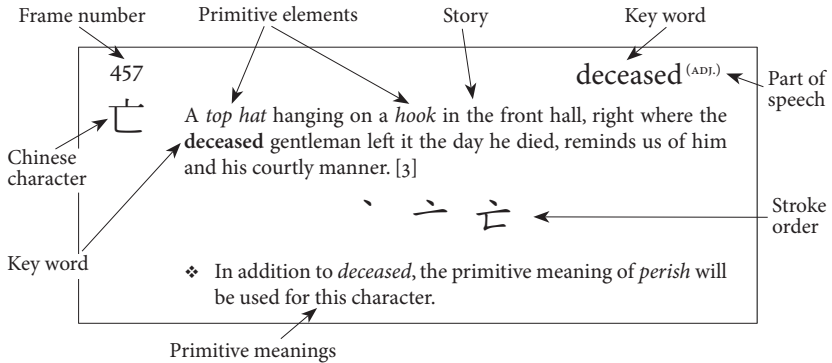 Frame number
Primitive elements
Story
Key word
457
deceased (ADJ.)
Part of
speech
亡
A top hat hanging on a hook in the front hall, right where the
deceased gentleman left it the day he died, reminds us of him
and his courtly manner. [3]
Chinese
character
丶 亠 亡
Stroke
order
Key word
❖ In addition to deceased, the primitive meaning of perish will
be used for this character.
Primitive meanings